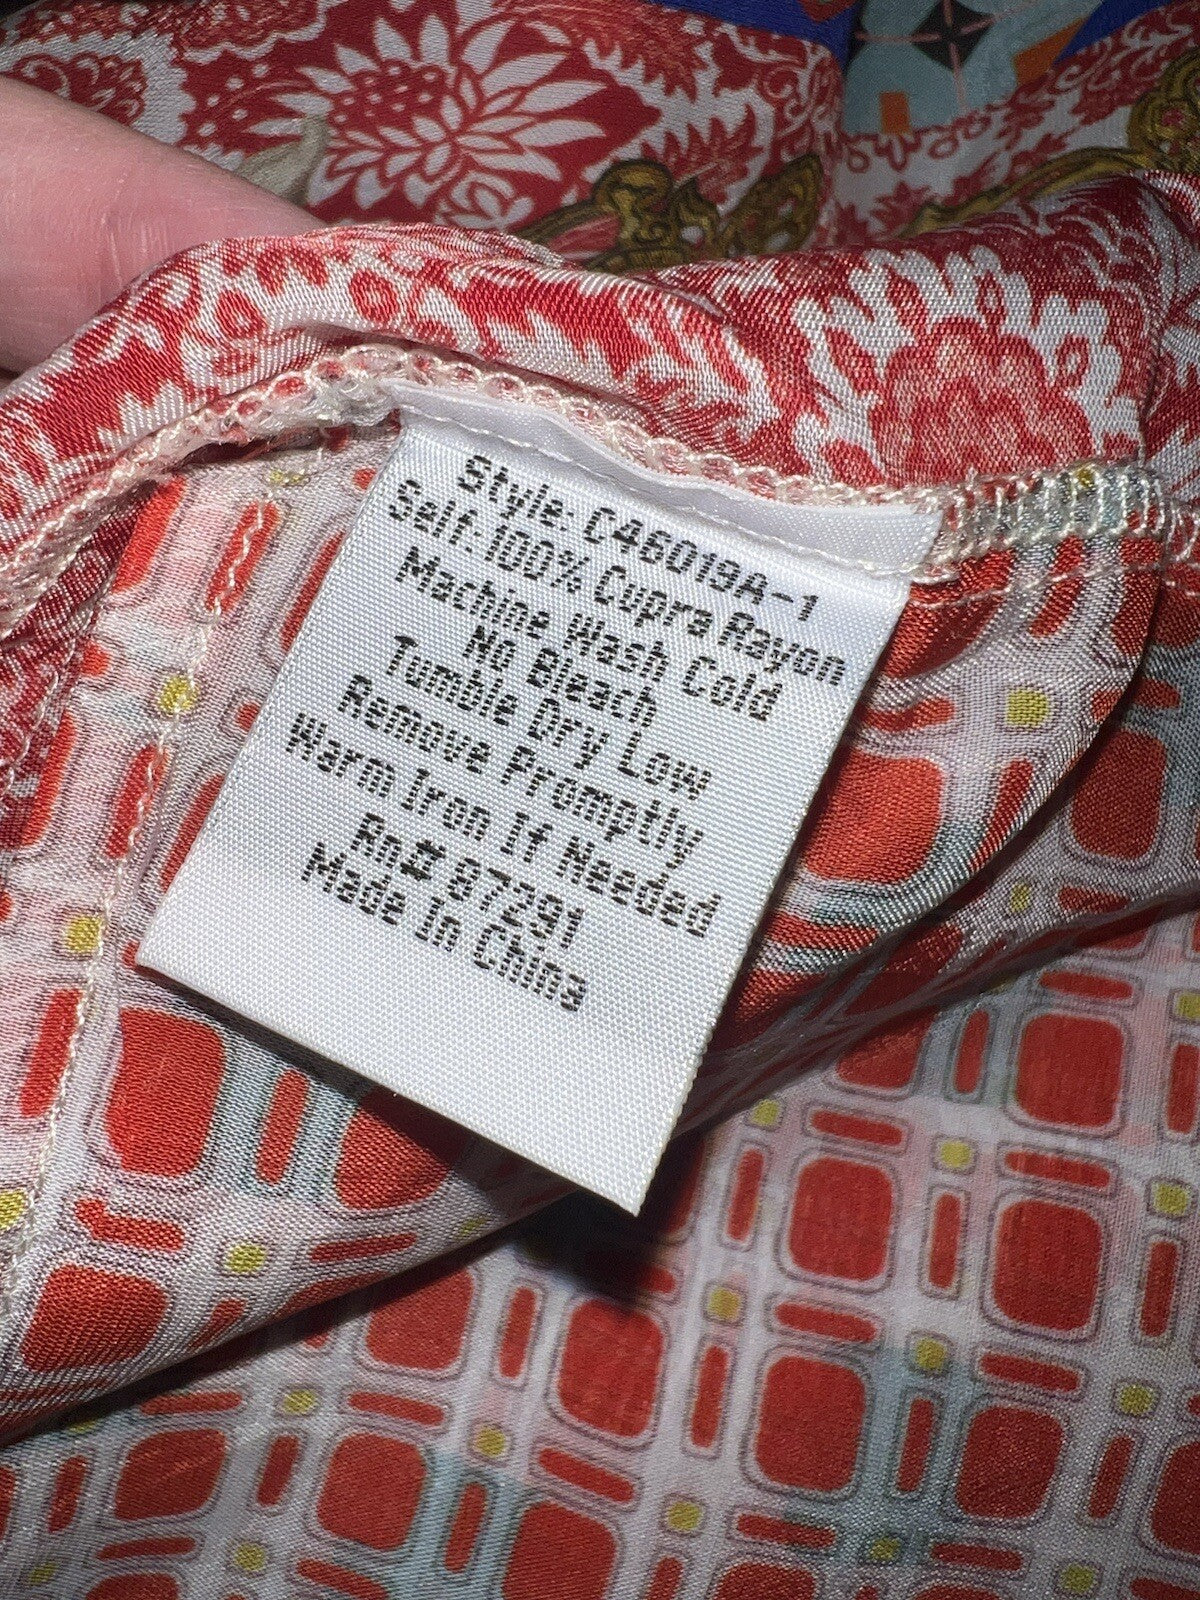 Style: C46019A-1
Self: 100% Cupra Rayon
Machine Wash Cold
No Bleach
Tumble Dry Low
Remove Promptly
Warm Iron If Needed
Rn# 87291
Made In China